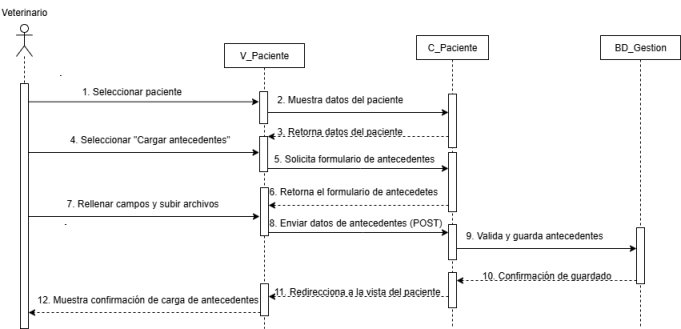 Veterinario
V_Paciente
C_Paciente
BD_Gestion
1. Seleccionar paciente
2. Muestra datos del paciente
3. Retorna datos del paciente
4. Seleccionar "Cargar antecedentes"
5. Solicita formulario de antecedentes
6. Retorna el formulario de antecedetes
7. Rellenar campos y subir archivos
8. Enviar datos de antecedentes (POST)
9. Valida y guarda antecedentes
10. Confirmación de guardado
11. Redirecciona a la vista del paciente
12. Muestra confirmación de carga de antecedentes